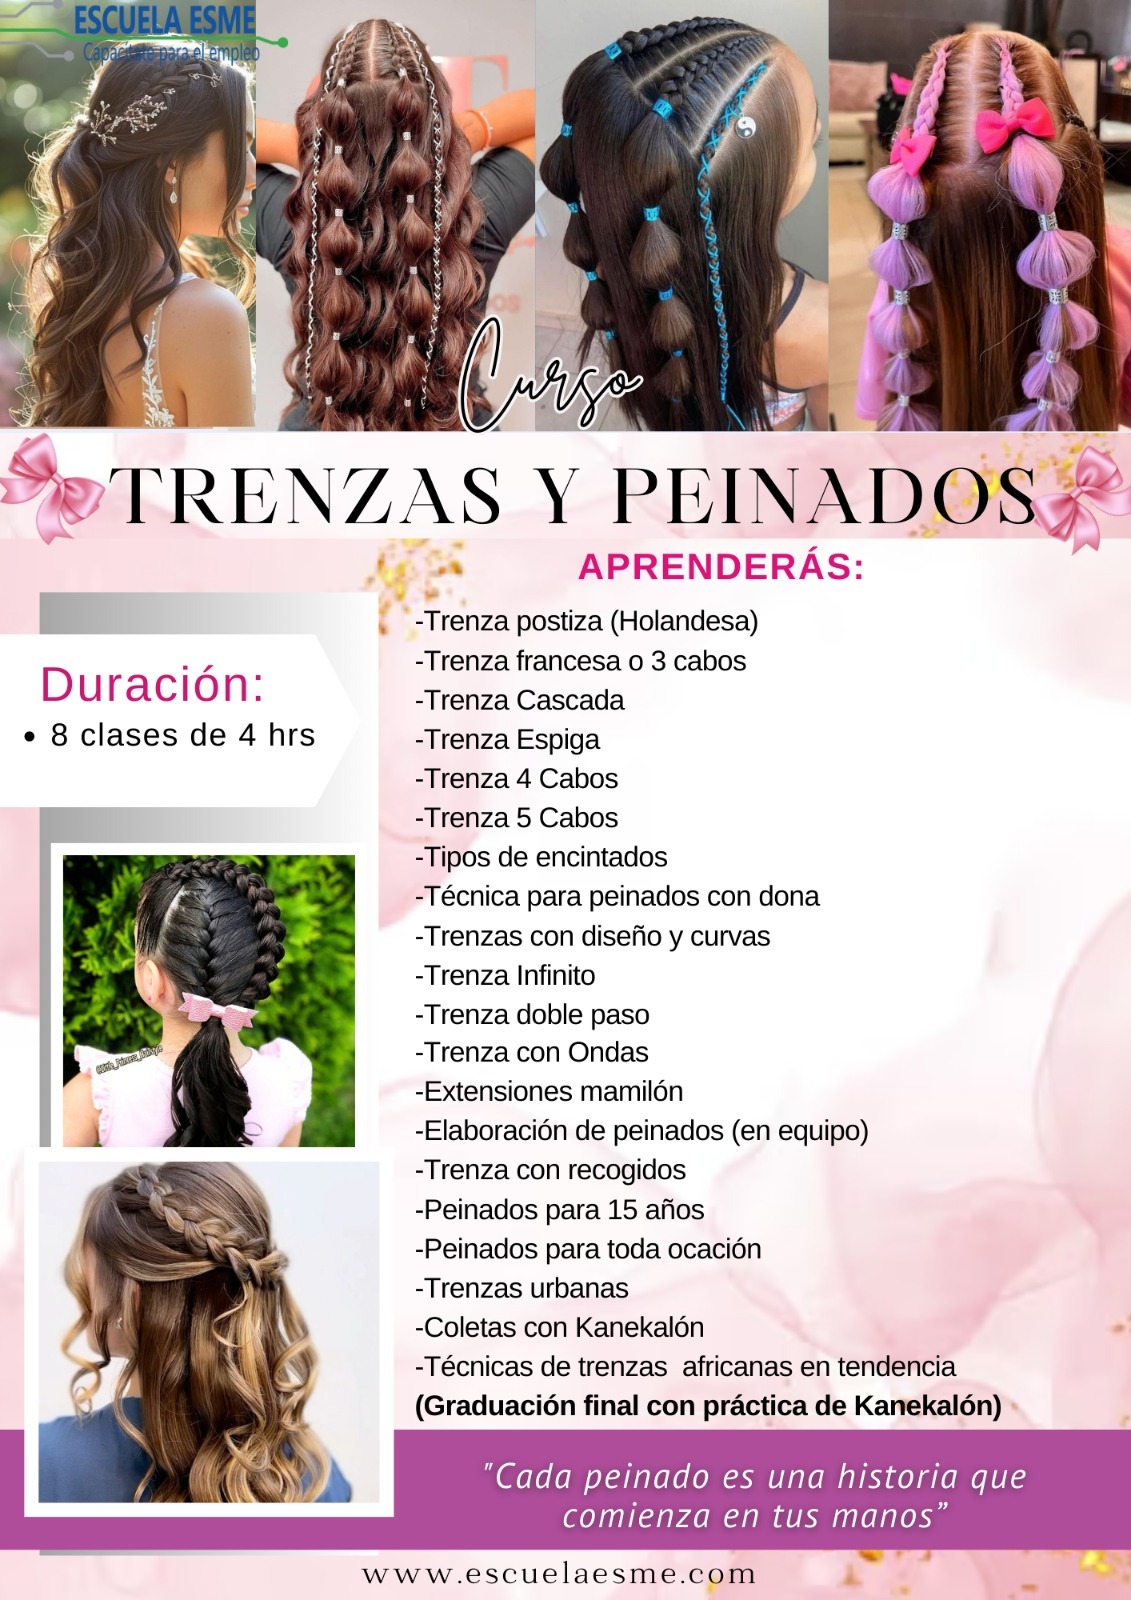 ESCUELA ESME
Capacítate para el empleo
Curso
TRENZAS Y PEINADOS
APRENDERÁS:
Duración:
• 8 clases de 4 hrs
-Trenza postiza (Holandesa)
-Trenza francesa o 3 cabos
-Trenza Cascada
-Trenza Espiga
-Trenza 4 Cabos
-Trenza 5 Cabos
-Tipos de encintados
-Técnica para peinados con dona
-Trenzas con diseño y curvas
-Trenza Infinito
-Trenza doble paso
-Trenza con Ondas
-Extensiones mamilón
-Elaboración de peinados (en equipo)
-Trenza con recogidos
-Peinados para 15 años
-Peinados para toda ocación
-Trenzas urbanas
-Coletas con Kanekalón
-Técnicas de trenzas  africanas en tendencia
(Graduación final con práctica de Kanekalón)
"Cada peinado es una historia que
comienza en tus manos”
www.escuelaesme.com